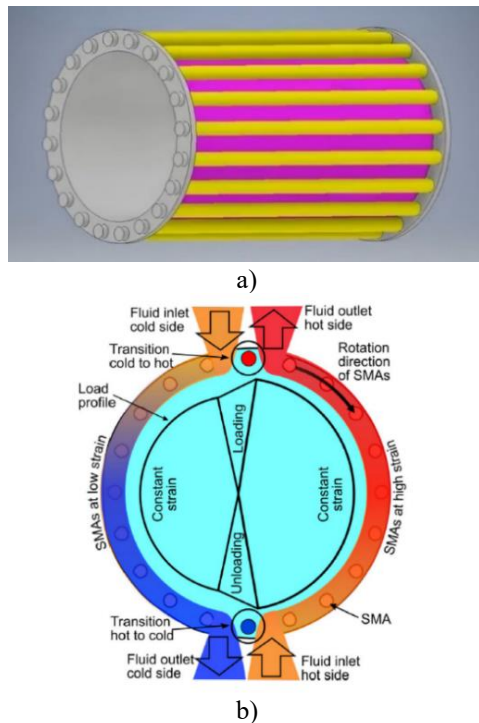 a)
Fluid inlet
cold side
Fluid outlet
hot side
Transition
cold to hot
Rotation
direction
of SMAs
Load
profile
Loading
SMAs at low strain
Constant
strain
Constant
strain
SMAs at high strain
Unloading
Transition
hot to cold
SMA
Fluid outlet
cold side
Fluid inlet
hot side
b)